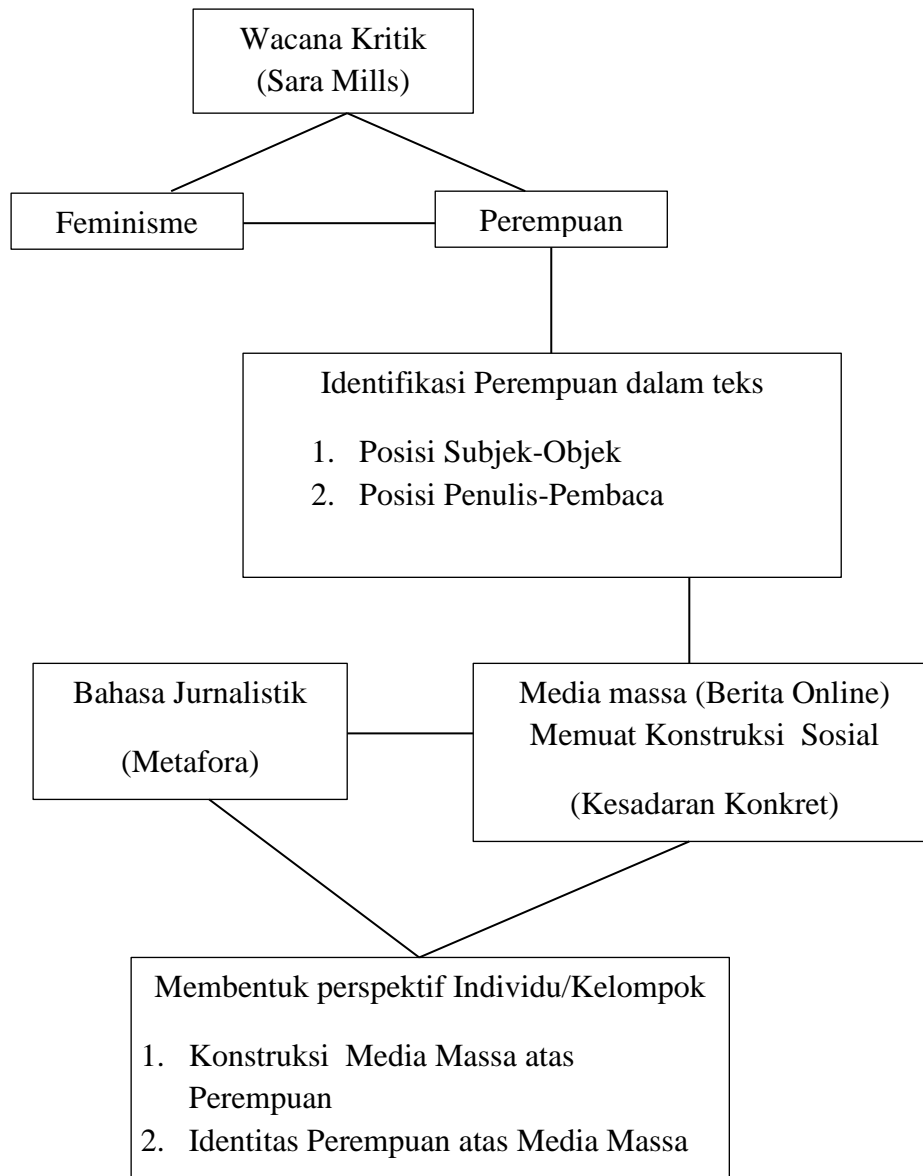 Wacana Kritik
(Sara Mills)
Feminisme
Perempuan
Identifikasi Perempuan dalam teks
1. Posisi Subjek-Objek
2. Posisi Penulis-Pembaca
Bahasa Jurnalistik
(Metafora)
Media massa (Berita Online)
Memuat Konstruksi Sosial
(Kesadaran Konkret)
Membentuk perspektif Individu/Kelompok
1. Konstruksi Media Massa atas
Perempuan
2. Identitas Perempuan atas Media Massa